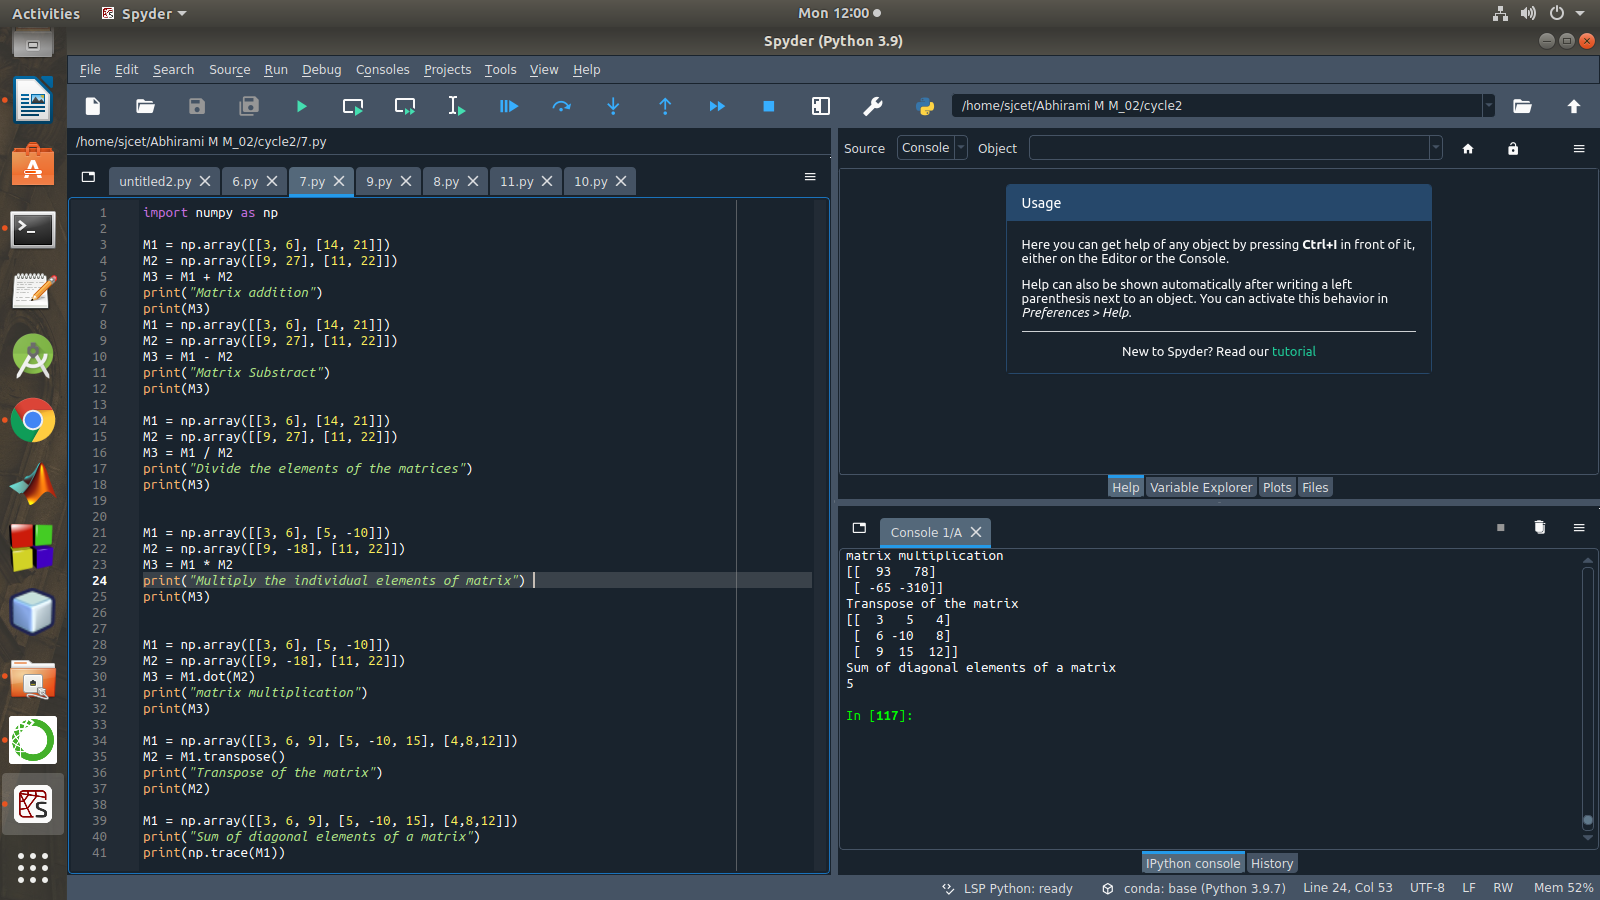 Activities Spyder Mon 12:00
Spyder (Python 3.9)
File Edit Search Source Run Debug Consoles Projects Tools View Help
/home/sjcet/Abhirami M M_02/cycle2
/home/sjcet/Abhirami M M_02/cycle2/7.py
untitled2.py 6.py 7.py 9.py 8.py 11.py 10.py
1 import numpy as np
2
3 M1 = np.array([[3, 6], [14, 21]])
4 M2 = np.array([[9, 27], [11, 22]])
5 M3 = M1 + M2
6 print("Matrix addition")
7 print(M3)
8 M1 = np.array([[3, 6], [14, 21]])
9 M2 = np.array([[9, 27], [11, 22]])
10 M3 = M1 - M2
11 print("Matrix Substract")
12 print(M3)
13
14 M1 = np.array([[3, 6], [14, 21]])
15 M2 = np.array([[9, 27], [11, 22]])
16 M3 = M1 / M2
17 print("Divide the elements of the matrices")
18 print(M3)
19
20
21 M1 = np.array([[3, 6], [5, -10]])
22 M2 = np.array([[9, -18], [11, 22]])
23 M3 = M1 * M2
24 print("Multiply the individual elements of matrix")
25 print(M3)
26
27
28 M1 = np.array([[3, 6], [5, -10]])
29 M2 = np.array([[9, -18], [11, 22]])
30 M3 = M1.dot(M2)
31 print("matrix multiplication")
32 print(M3)
33
34 M1 = np.array([[3, 6, 9], [5, -10, 15], [4,8,12]])
35 M2 = M1.transpose()
36 print("Transpose of the matrix")
37 print(M2)
38
39 M1 = np.array([[3, 6, 9], [5, -10, 15], [4,8,12]])
40 print("Sum of diagonal elements of a matrix")
41 print(np.trace(M1))
Source Console Object
Usage
Here you can get help of any object by pressing Ctrl+I in front of it,
either on the Editor or the Console.
Help can also be shown automatically after writing a left
parenthesis next to an object. You can activate this behavior in
Preferences > Help.
New to Spyder? Read our tutorial
Help Variable Explorer Plots Files
Console 1/A
matrix multiplication
[[  93   78]
 [ -65 -310]]
Transpose of the matrix
[[  3   5   4]
 [  6 -10   8]
 [  9  15  12]]
Sum of diagonal elements of a matrix
5
In [117]:
IPython console History
LSP Python: ready conda: base (Python 3.9.7) Line 24, Col 53 UTF-8 LF RW Mem 52%